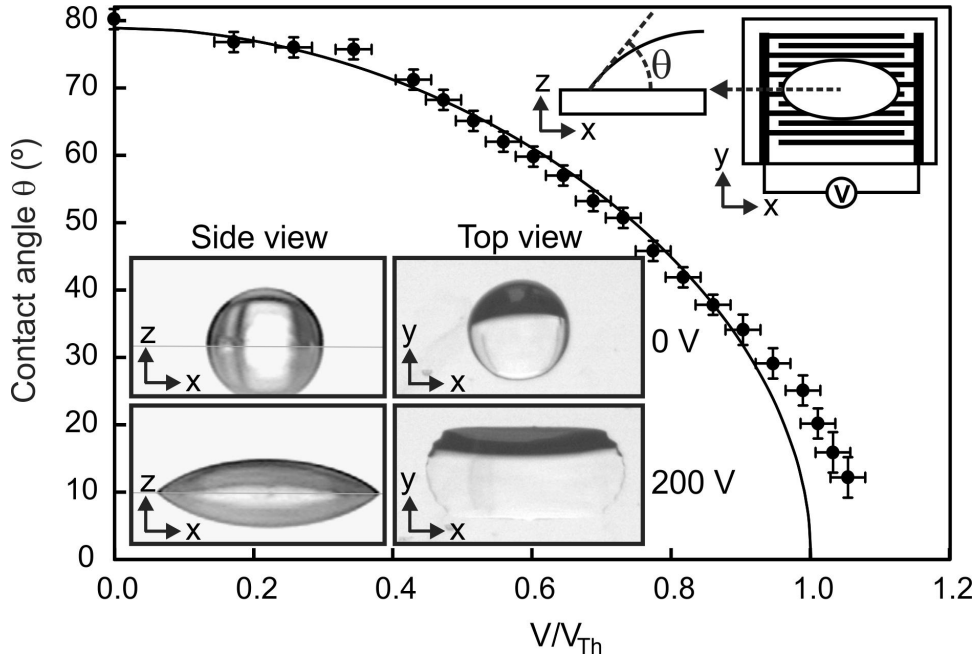 80
70
60
50
40
30
20
10
0
Contact angle θ (º)
0.0 0.2 0.4 0.6 0.8 1.0 1.2
V/V_Th
z
x
θ
y
x
V
Side view Top view
z
x
y
x
0 V
z
x
y
x
200 V